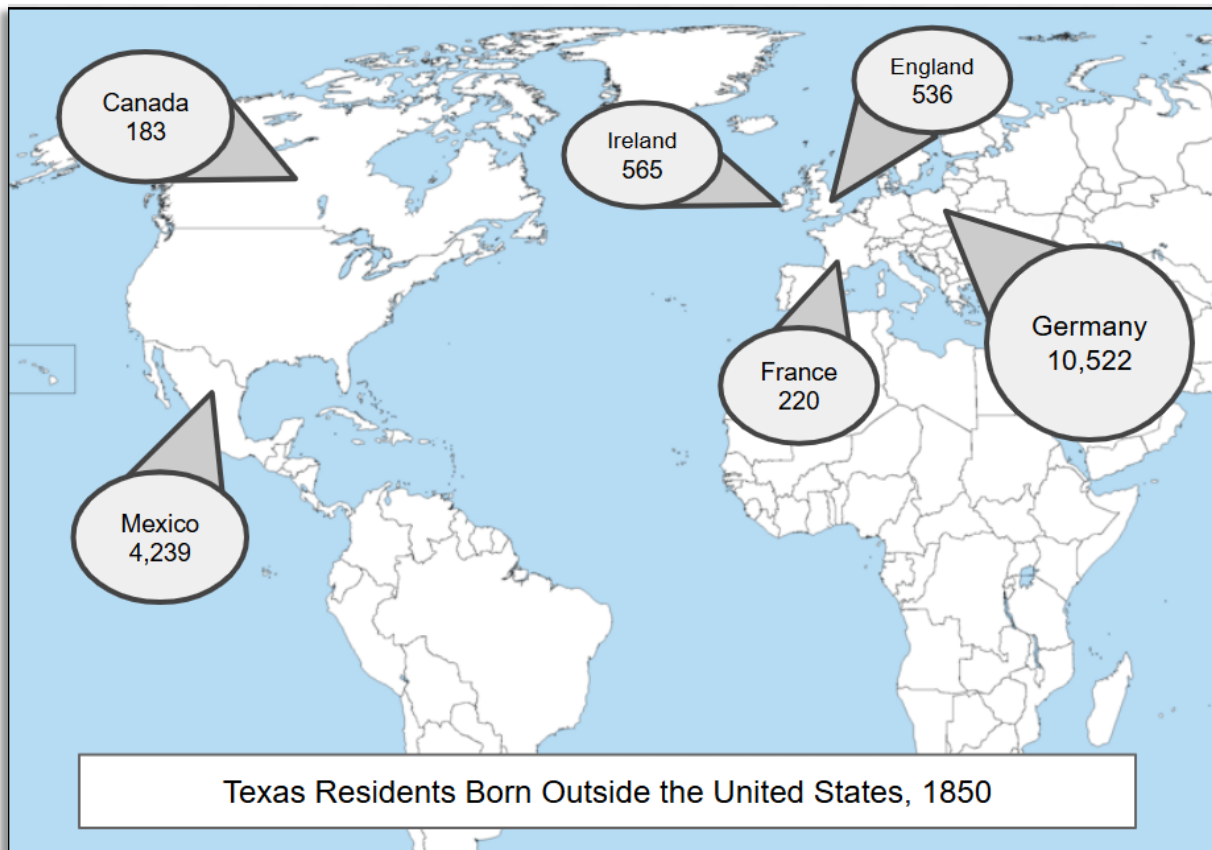 Canada
183
England
536
Ireland
565
Germany
10,522
France
220
Mexico
4,239
Texas Residents Born Outside the United States, 1850